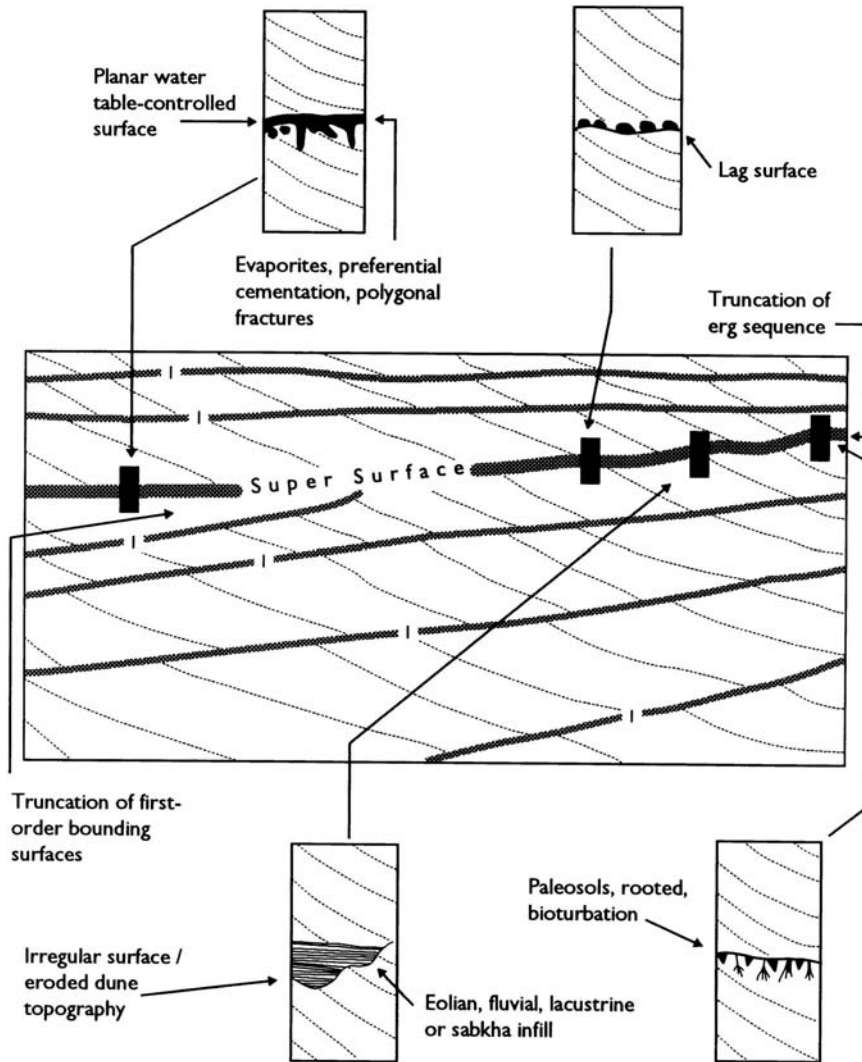 Planar water
table-controlled
surface
Lag surface
Evaporites, preferential
cementation, polygonal
fractures
Truncation of
erg sequence
I
I
Super Surface
I
I
I
I
Truncation of first-
order bounding
surfaces
Paleosols, rooted,
bioturbation
Irregular surface /
eroded dune
topography
Eolian, fluvial, lacustrine
or sabkha infill